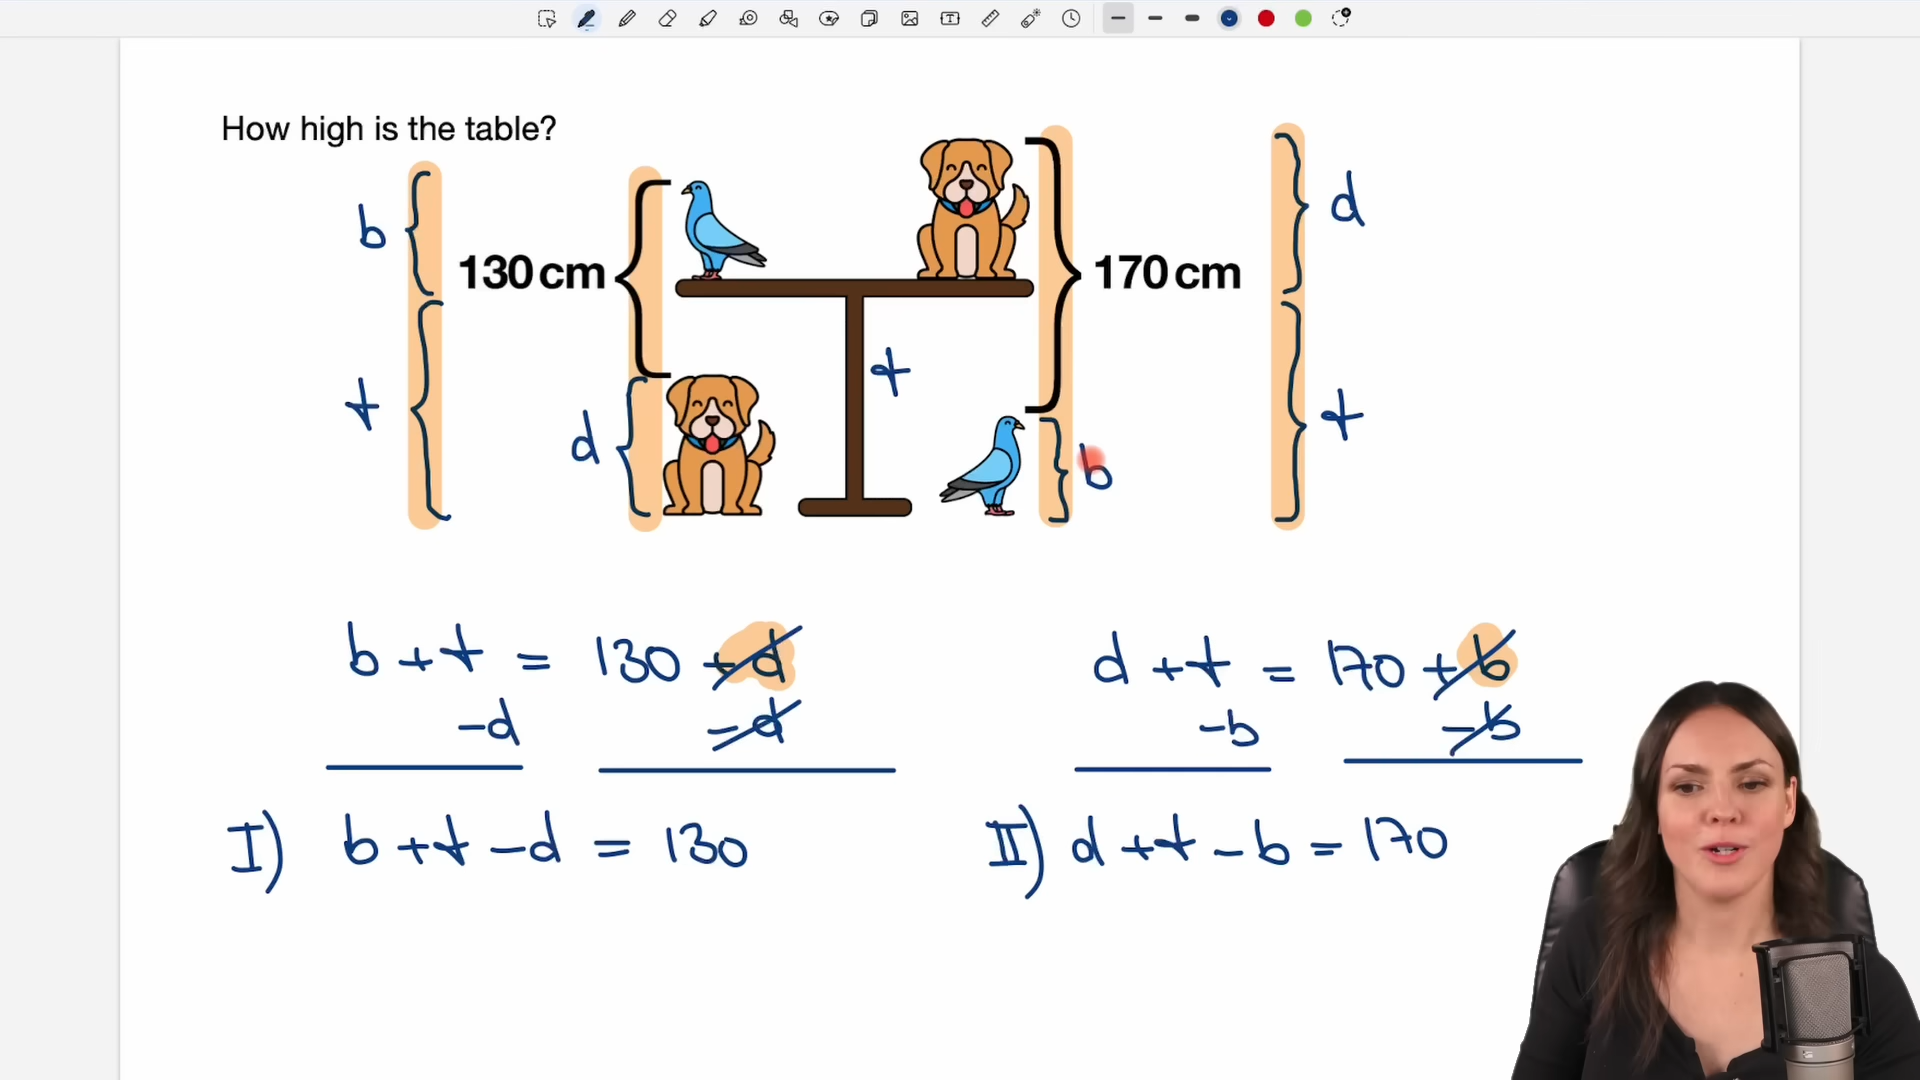 How high is the table?
b
130 cm
170 cm
d
t
t
d
b
t
b + t = 130 + d
-d - d
d + t = 170 + b
-b - b
I) b + t - d = 130
II) d + t - b = 170